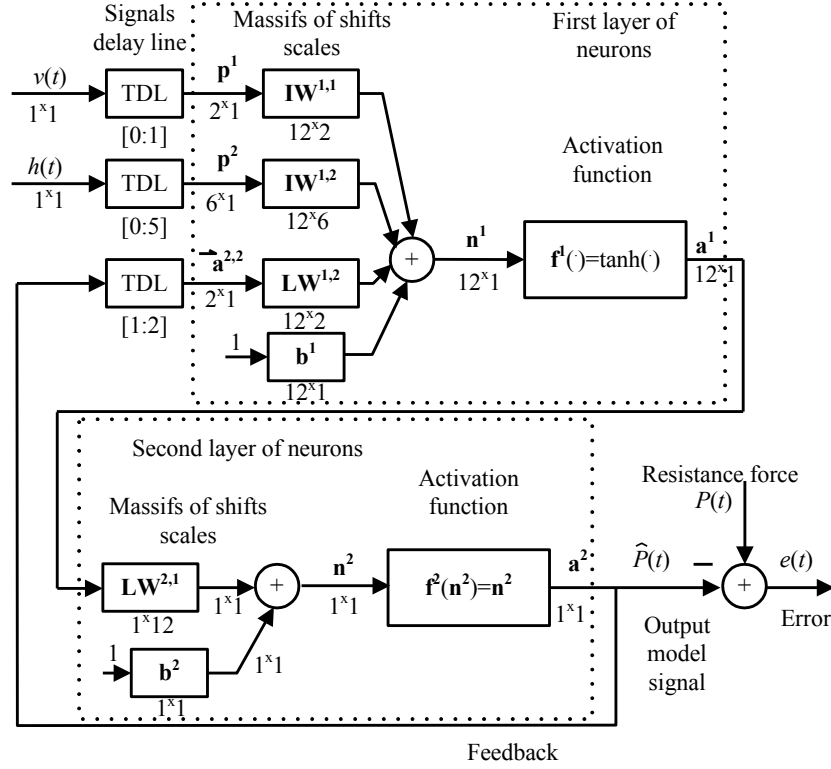 Signals
delay line
Massifs of shifts
scales
First layer of
neurons
v(t)
1ˣ1
TDL
[0:1]
p¹
2ˣ1
IW¹,¹
12ˣ2
h(t)
1ˣ1
TDL
[0:5]
p²
6ˣ1
IW¹,²
12ˣ6
Activation
function
+
n¹
12ˣ1
f¹(·)=tanh(·)
a¹
12ˣ1
TDL
[1:2]
a²,²
2ˣ1
LW¹,²
12ˣ2
1
b¹
12ˣ1
Second layer of neurons
Massifs of shifts
scales
Activation
function
Resistance force
P(t)
LW²,¹
1ˣ12
1ˣ1
+
n²
1ˣ1
f²(n²)=n²
a²
1ˣ1
P̂(t)
−
+
e(t)
Error
Output
model
signal
1
b²
1ˣ1
1ˣ1
Feedback